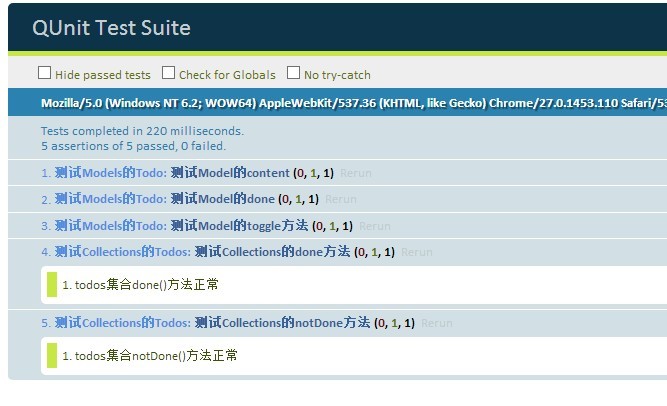 QUnit Test Suite
Hide passed tests Check for Globals No try-catch
Mozilla/5.0 (Windows NT 6.2; WOW64) AppleWebKit/537.36 (KHTML, like Gecko) Chrome/27.0.1453.110 Safari/53
Tests completed in 220 milliseconds.
5 assertions of 5 passed, 0 failed.
1. 测试Models的Todo: 测试Model的content (0, 1, 1) Rerun
2. 测试Models的Todo: 测试Model的done (0, 1, 1) Rerun
3. 测试Models的Todo: 测试Model的toggle方法 (0, 1, 1) Rerun
4. 测试Collections的Todos: 测试Collections的done方法 (0, 1, 1) Rerun
1. todos集合done()方法正常
5. 测试Collections的Todos: 测试Collections的notDone方法 (0, 1, 1) Rerun
1. todos集合notDone()方法正常